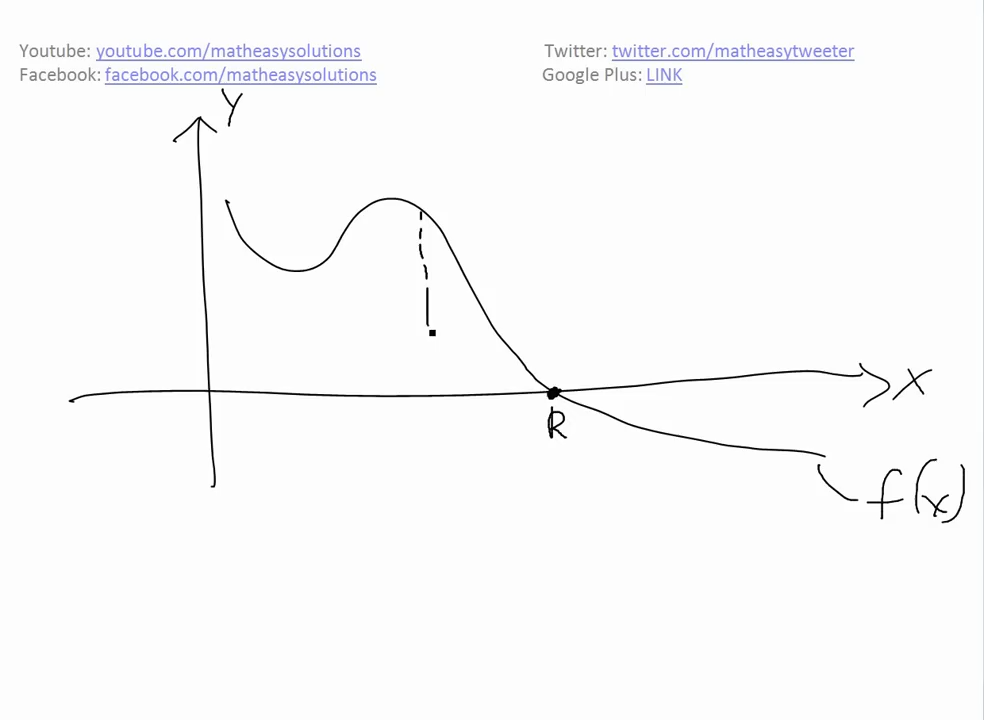 Youtube: youtube.com/matheasysolutions
Twitter: twitter.com/matheasytweeter
Facebook: facebook.com/matheasysolutions
Google Plus: LINK
Y
X
R
f(x)